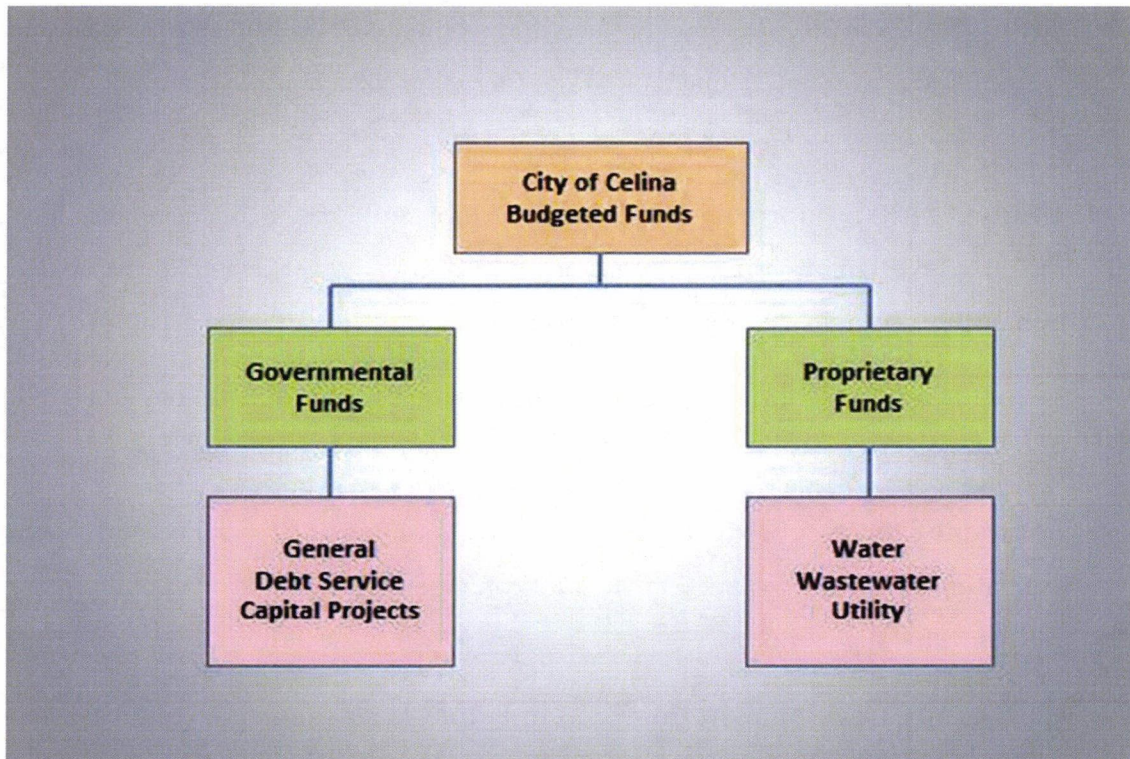 City of Celina
Budgeted Funds
Governmental
Funds
Proprietary
Funds
General
Debt Service
Capital Projects
Water
Wastewater
Utility